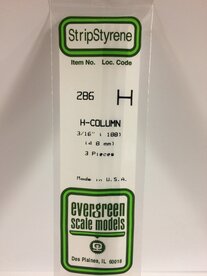 StripStyrene
Item No. Loc. Code
286 H
H-COLUMN
3/16" (.188)
(4.8 mm)
3 Pieces
Made in U.S.A.
evergreen
scale models
Des Plaines, IL 60018